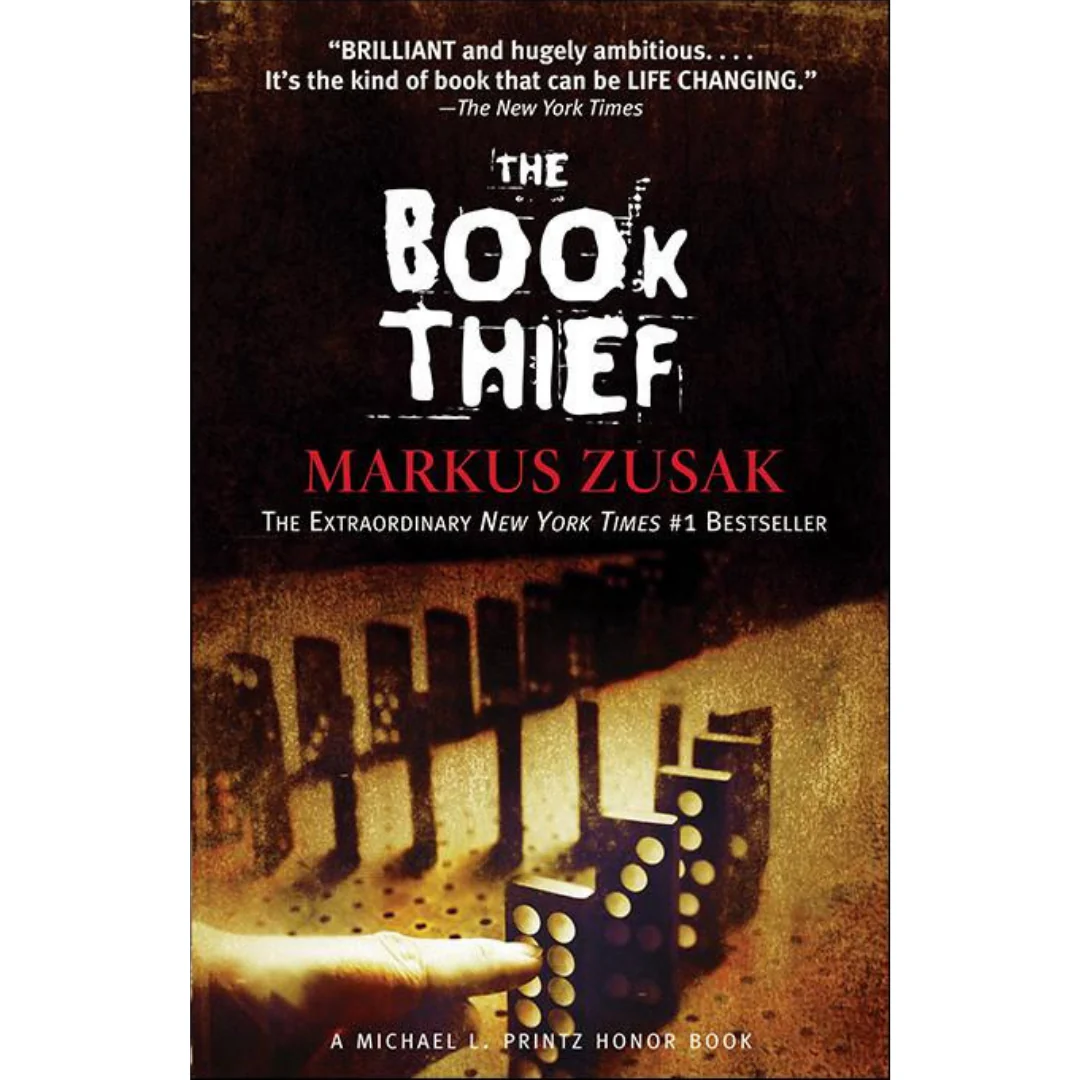 “BRILLIANT and hugely ambitious. . . .
It’s the kind of book that can be LIFE CHANGING.”
—The New York Times
THE
BOOK
THIEF
MARKUS ZUSAK
THE EXTRAORDINARY NEW YORK TIMES #1 BESTSELLER
A MICHAEL L. PRINTZ HONOR BOOK